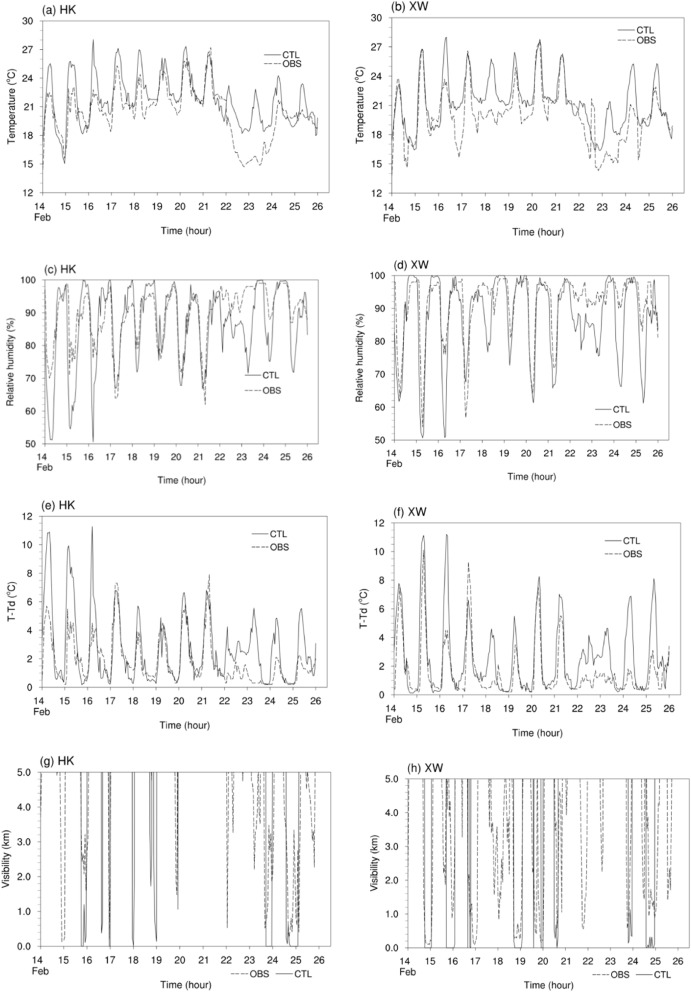 (a) HK
CTL
OBS
Temperature (°C)
30
27
24
21
18
15
12
14 15 16 17 18 19 20 21 22 23 24 25 26
Feb
Time (hour)
(b) XW
CTL
OBS
Temperature (°C)
30
27
24
21
18
15
12
14 15 16 17 18 19 20 21 22 23 24 25 26
Feb
Time (hour)
(c) HK
CTL
OBS
Relative humidity (%)
100
90
80
70
60
50
14 15 16 17 18 19 20 21 22 23 24 25 26
Feb
Time (hour)
(d) XW
CTL
OBS
Relative humidity (%)
100
90
80
70
60
50
14 15 16 17 18 19 20 21 22 23 24 25 26
Feb
Time (hour)
(e) HK
CTL
OBS
T-Td (°C)
14
12
10
8
6
4
2
0
14 15 16 17 18 19 20 21 22 23 24 25 26
Feb
Time (hour)
(f) XW
CTL
OBS
T-Td (°C)
14
12
10
8
6
4
2
0
14 15 16 17 18 19 20 21 22 23 24 25 26
Feb
Time (hour)
(g) HK
Visibility (km)
5.0
4.0
3.0
2.0
1.0
0.0
14 15 16 17 18 19 20 21 22 23 24 25 26
Feb
Time (hour)
OBS CTL
(h) XW
Visibility (km)
5.0
4.0
3.0
2.0
1.0
0.0
14 15 16 17 18 19 20 21 22 23 24 25 26
Feb
Time (hour)
OBS CTL